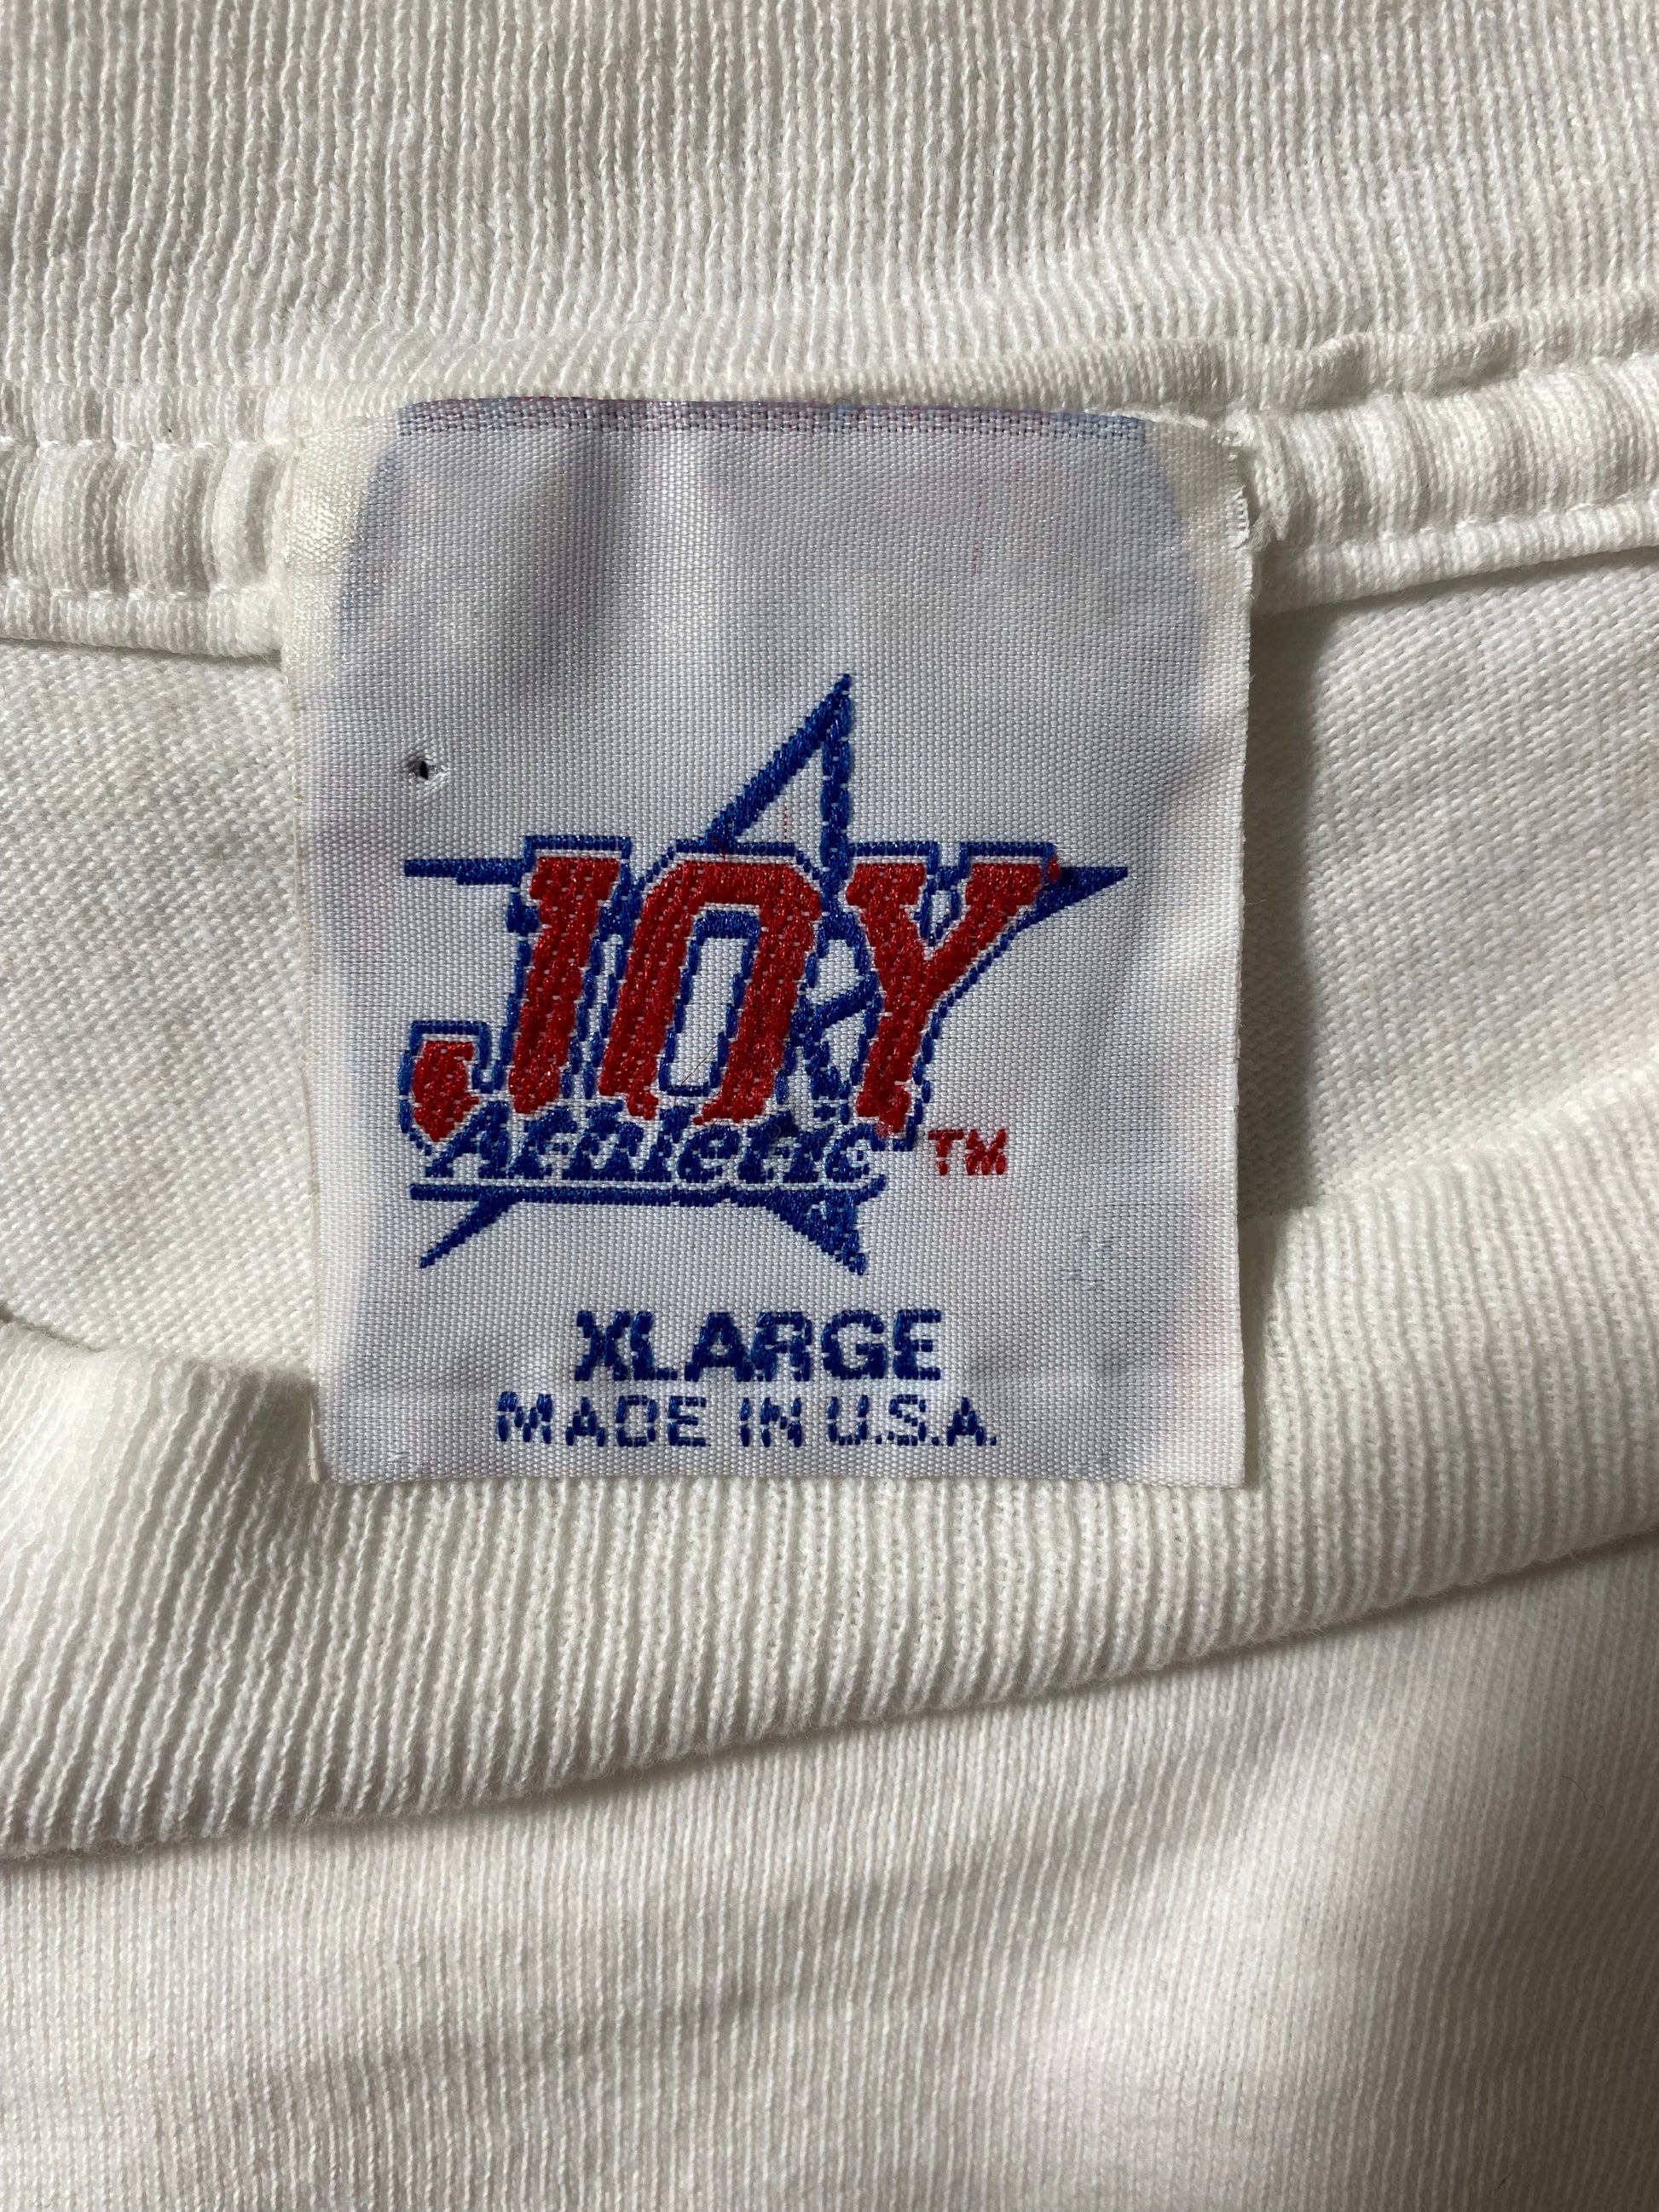 JOY
Athletic TM
XLARGE
MADE IN U.S.A.